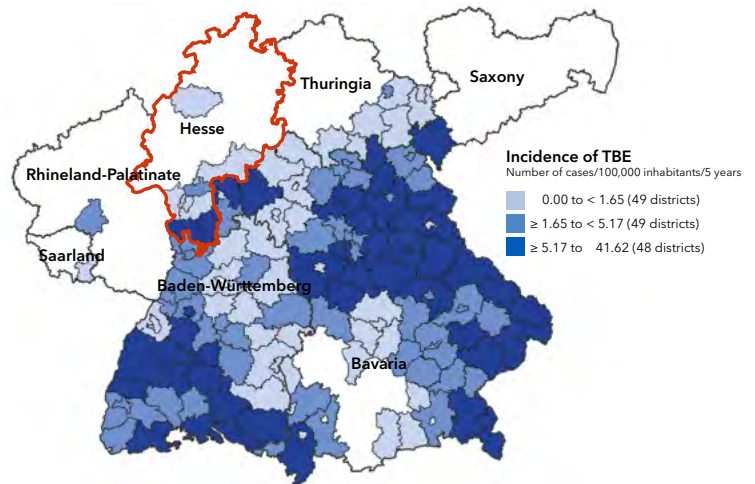 Thuringia
Saxony
Hesse
Rhineland-Palatinate
Saarland
Baden-Württemberg
Bavaria
Incidence of TBE
Number of cases/100,000 inhabitants/5 years
0.00 to < 1.65 (49 districts)
≥ 1.65 to < 5.17 (49 districts)
≥ 5.17 to 41.62 (48 districts)